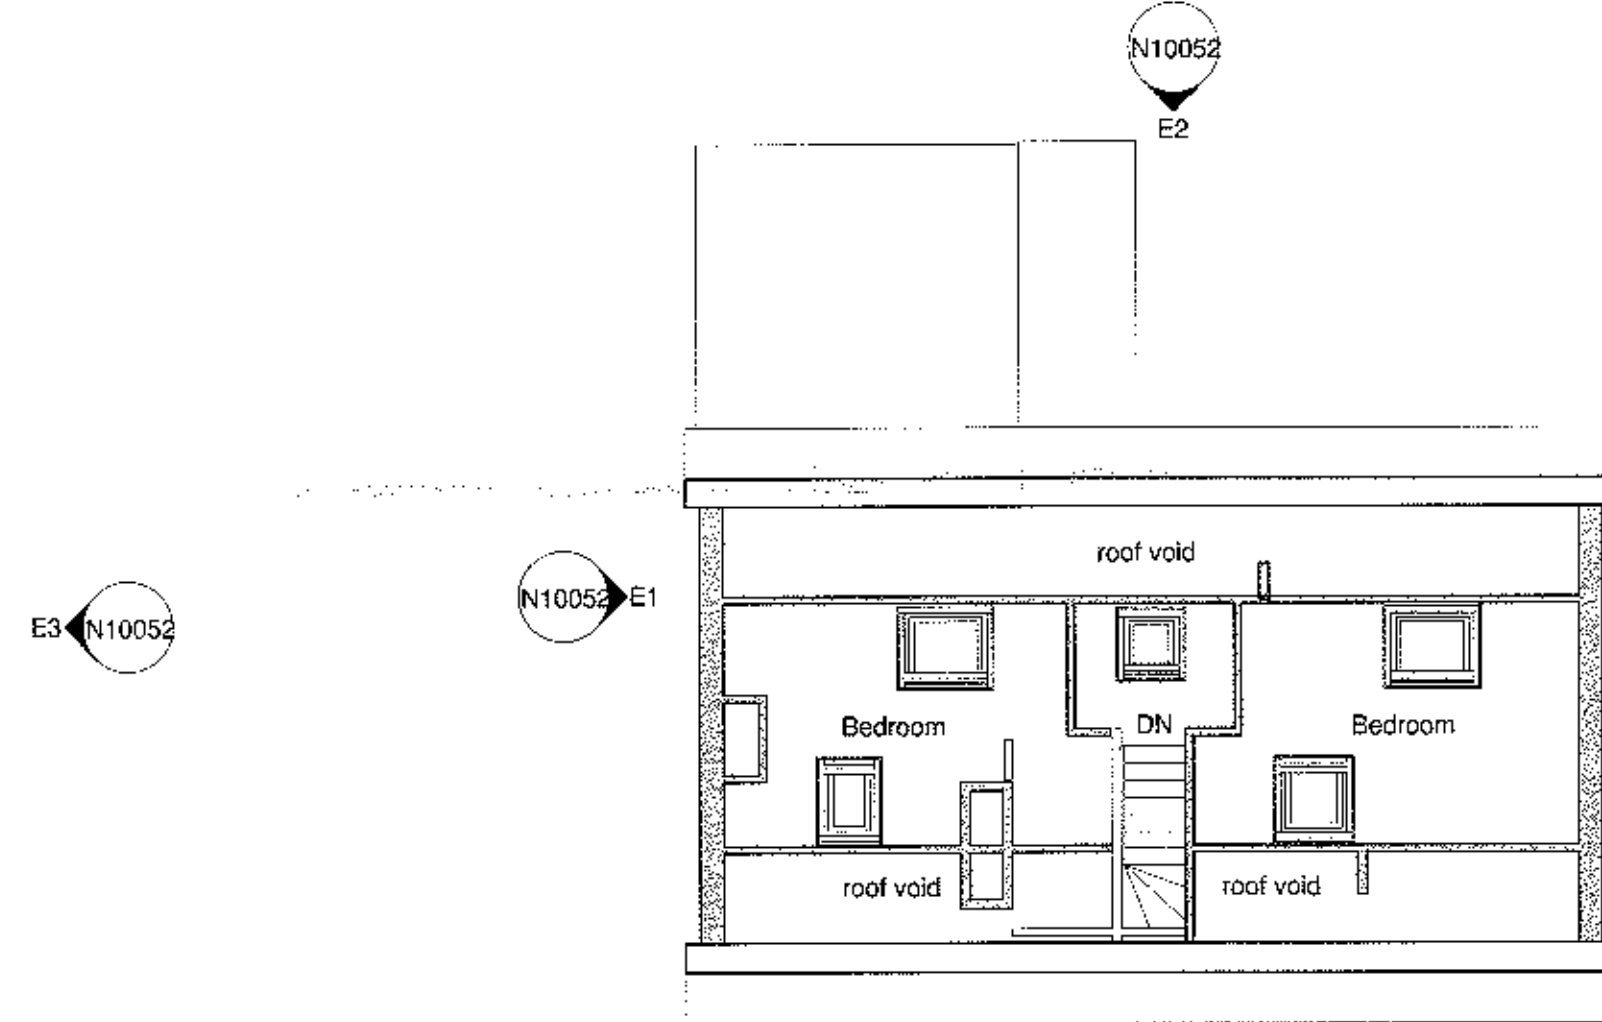 N10052
E2
roof void
N10052 E1
E3 N10052
Bedroom
DN
Bedroom
roof void
roof void